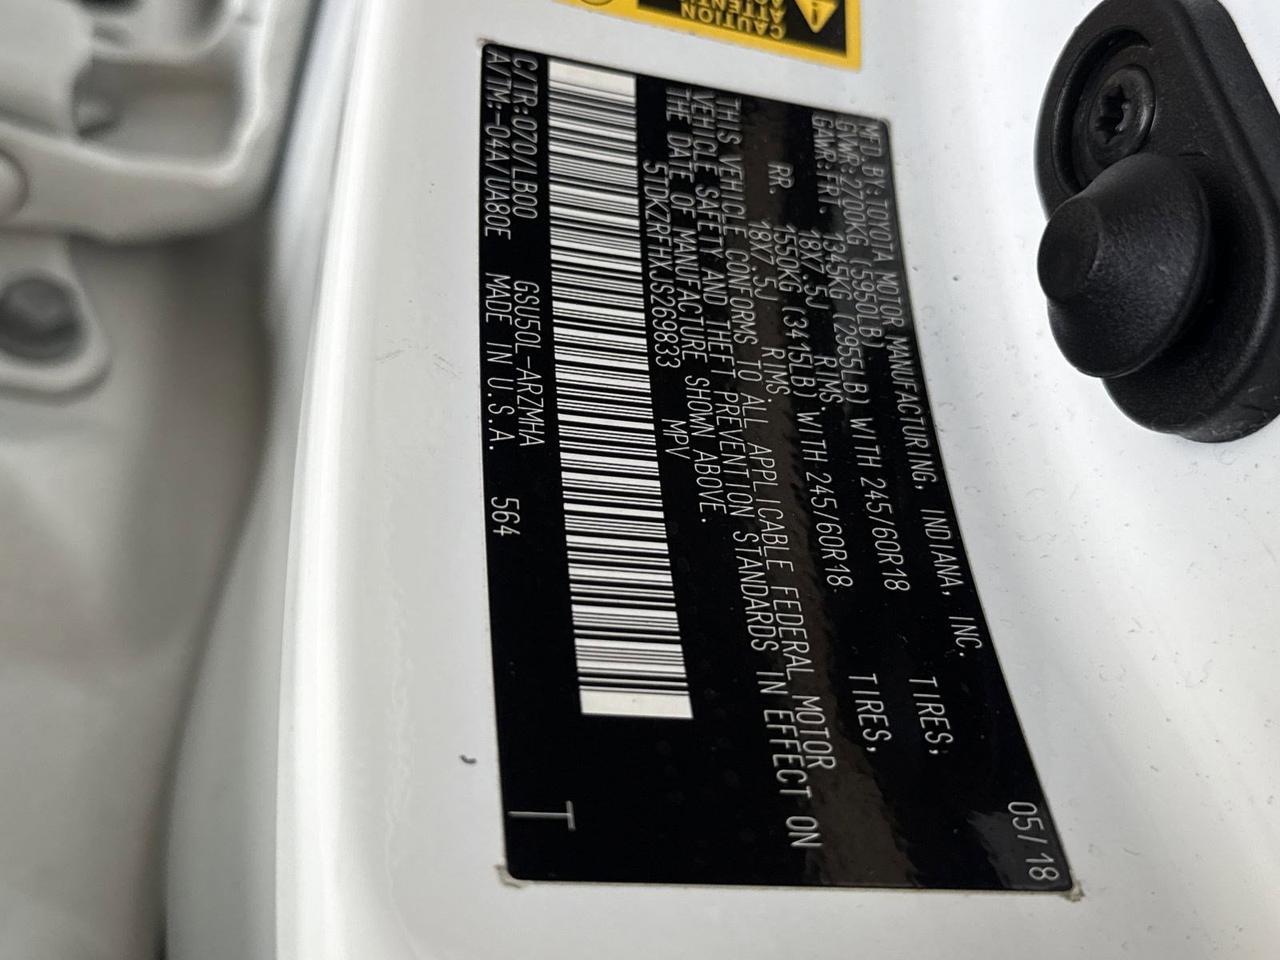 CAUTION
ATTENTI
MFD.BY:TOYOTA MOTOR MANUFACTURING, INDIANA, INC. 05/18
GVWR:2700KG (5950LB)
GAWR:FRT. 1345KG (2955LB) WITH 245/60R18 TIRES;
18X7.5J RIMS.
RR. 1550KG (3415LB) WITH 245/60R18 TIRES,
18X7.5J RIMS.
THIS VEHICLE CONFORMS TO ALL APPLICABLE FEDERAL MOTOR
VEHICLE SAFETY AND THEFT PREVENTION STANDARDS IN EFFECT ON
THE DATE OF MANUFACTURE SHOWN ABOVE.
5TDKZRFHXJS269833 MPV
C/TR:070/LB00 GSU50L-ARZMHA
A/TM:-04A/UA80E MADE IN U.S.A. 564
T